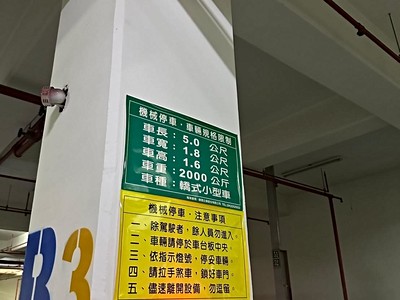 機械停車．車輛規格限制
車長：5.0 公尺
車寬：1.8 公尺
車高：1.6 公尺
車重：2000 公斤
車種：轎式小型車
機械停車．注意事項
一、除駕駛者，餘人員勿進入
二、車輛請停於車台板中央．
三、依指示燈號，停妥車輛．
四、請拉手煞車，鎖好車門．
五、儘速離開設備，勿逗留．
B3